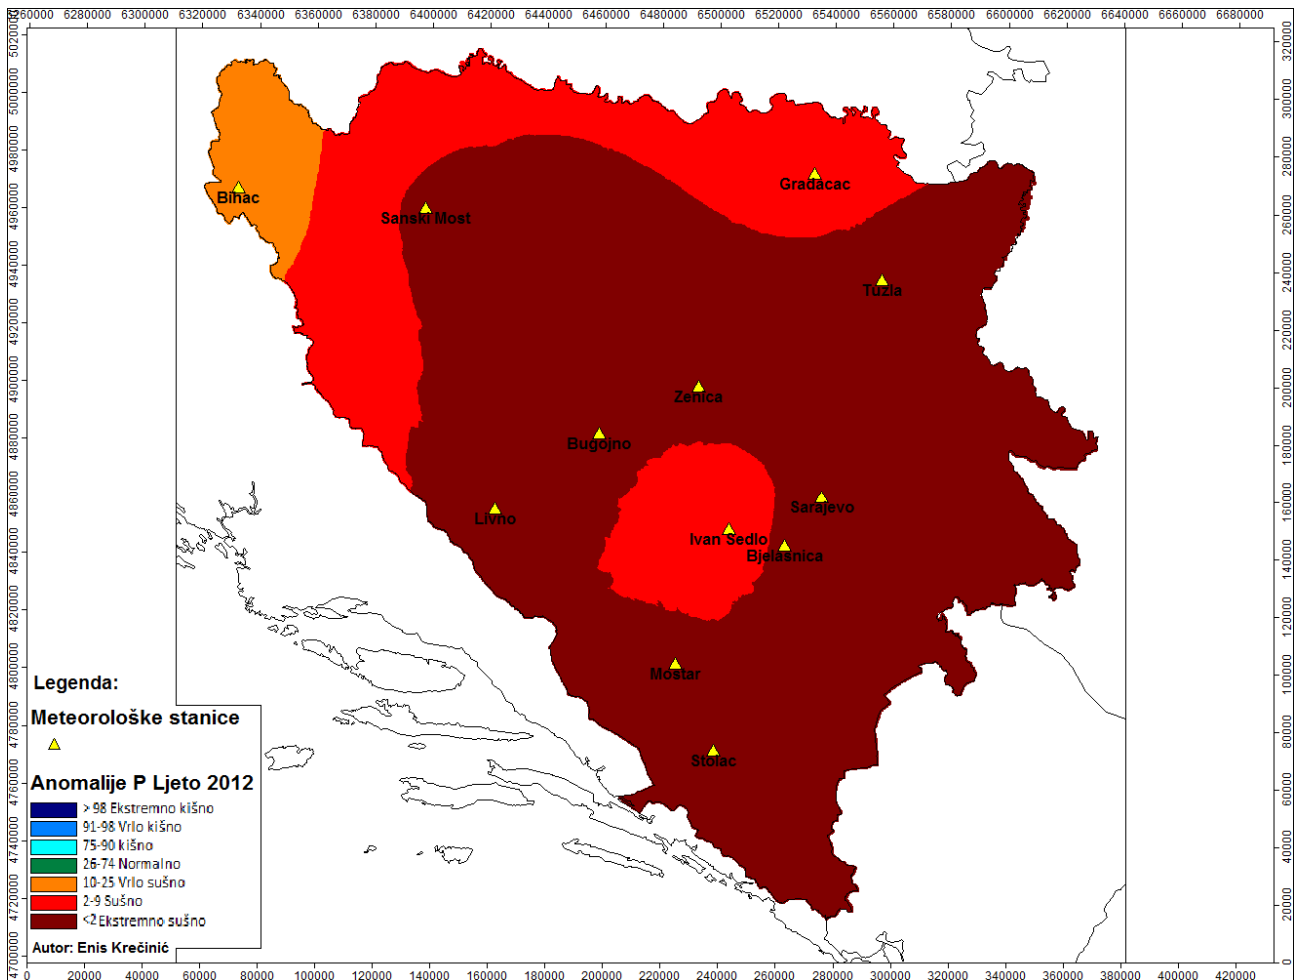 6260000 6280000 6300000 6320000 6340000 6360000 6380000 6400000 6420000 6440000 6460000 6480000 6500000 6520000 6540000 6560000 6580000 6600000 6620000 6640000 6660000 6680000
5020000
5000000
4980000
4960000
4940000
4920000
4900000
4880000
4860000
4840000
4820000
4800000
4780000
4760000
4740000
4720000
4700000
320000
300000
280000
260000
240000
220000
200000
180000
160000
140000
120000
100000
80000
60000
40000
20000
0
Gradacac
Bihac
Sanski Most
Tuzla
Zenica
Bugojno
Sarajevo
Livno
Ivan Sedlo
Bjelasnica
Mostar
Stolac
Legenda:
Meteorološke stanice
Anomalije P Ljeto 2012
> 98 Ekstremno kišno
91-98 Vrlo kišno
75-90 kišno
26-74 Normalno
10-25 Vrlo sušno
2-9 Sušno
<2 Ekstremno sušno
Autor: Enis Krečinić
0 20000 40000 60000 80000 100000 120000 140000 160000 180000 200000 220000 240000 260000 280000 300000 320000 340000 360000 380000 400000 420000